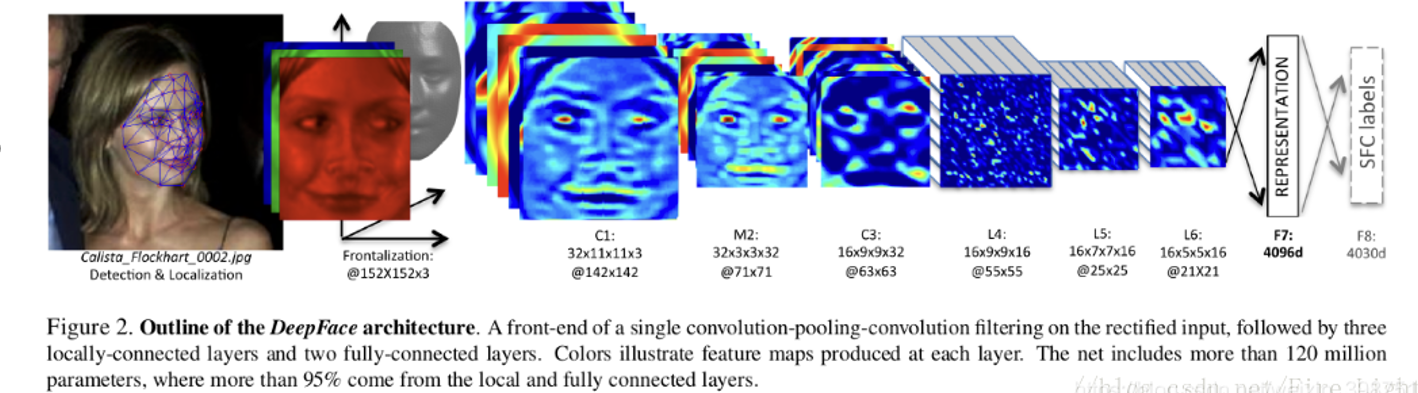 Calista_Flockhart_0002.jpg
Detection & Localization
Frontalization:
@152X152x3
C1:
32x11x11x3
@142x142
M2:
32x3x3x32
@71x71
C3:
16x9x9x32
@63x63
L4:
16x9x9x16
@55x55
L5:
16x7x7x16
@25x25
L6:
16x5x5x16
@21X21
REPRESENTATION
F7:
4096d
SFC labels
F8:
4030d
Figure 2. Outline of the DeepFace architecture. A front-end of a single convolution-pooling-convolution filtering on the rectified input, followed by three
locally-connected layers and two fully-connected layers. Colors illustrate feature maps produced at each layer. The net includes more than 120 million
parameters, where more than 95% come from the local and fully connected layers.